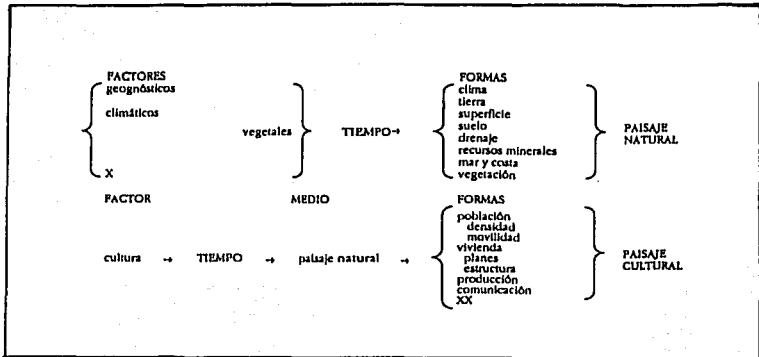 FACTORES
geognósticos
climáticos
vegetales
X
TIEMPO→
FORMAS
clima
tierra
superficie
suelo
drenaje
recursos minerales
mar y costa
vegetación
PAISAJE
NATURAL
FACTOR
MEDIO
cultura → TIEMPO → paisaje natural →
FORMAS
población
densidad
movilidad
vivienda
planes
estructura
producción
comunicación
XX
PAISAJE
CULTURAL